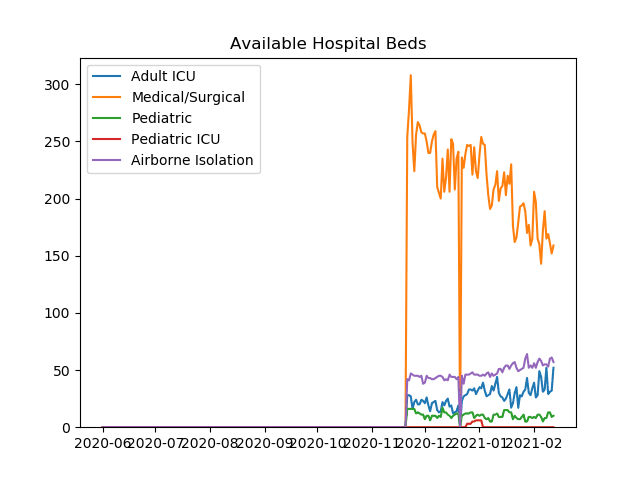 Available Hospital Beds
Adult ICU
Medical/Surgical
Pediatric
Pediatric ICU
Airborne Isolation
300
250
200
150
100
50
0
2020-06 2020-07 2020-08 2020-09 2020-10 2020-11 2020-12 2021-01 2021-02